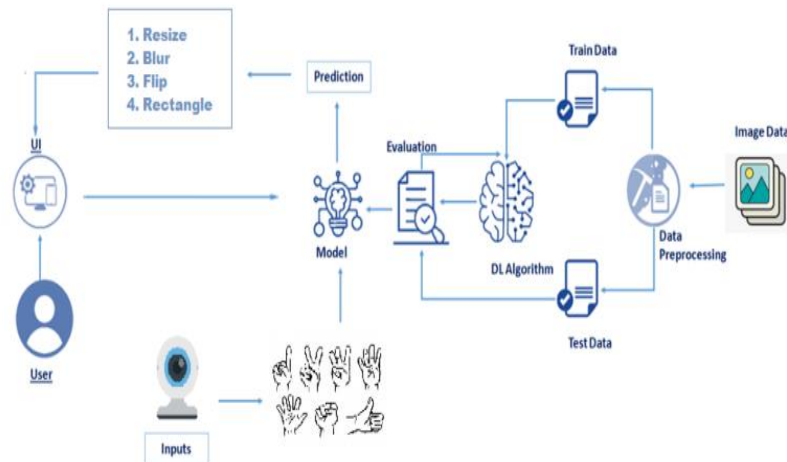 1. Resize
2. Blur
3. Flip
4. Rectangle
Prediction
Train Data
Image Data
UI
Evaluation
Model
DL Algorithm
Data
Preprocessing
Test Data
User
Inputs